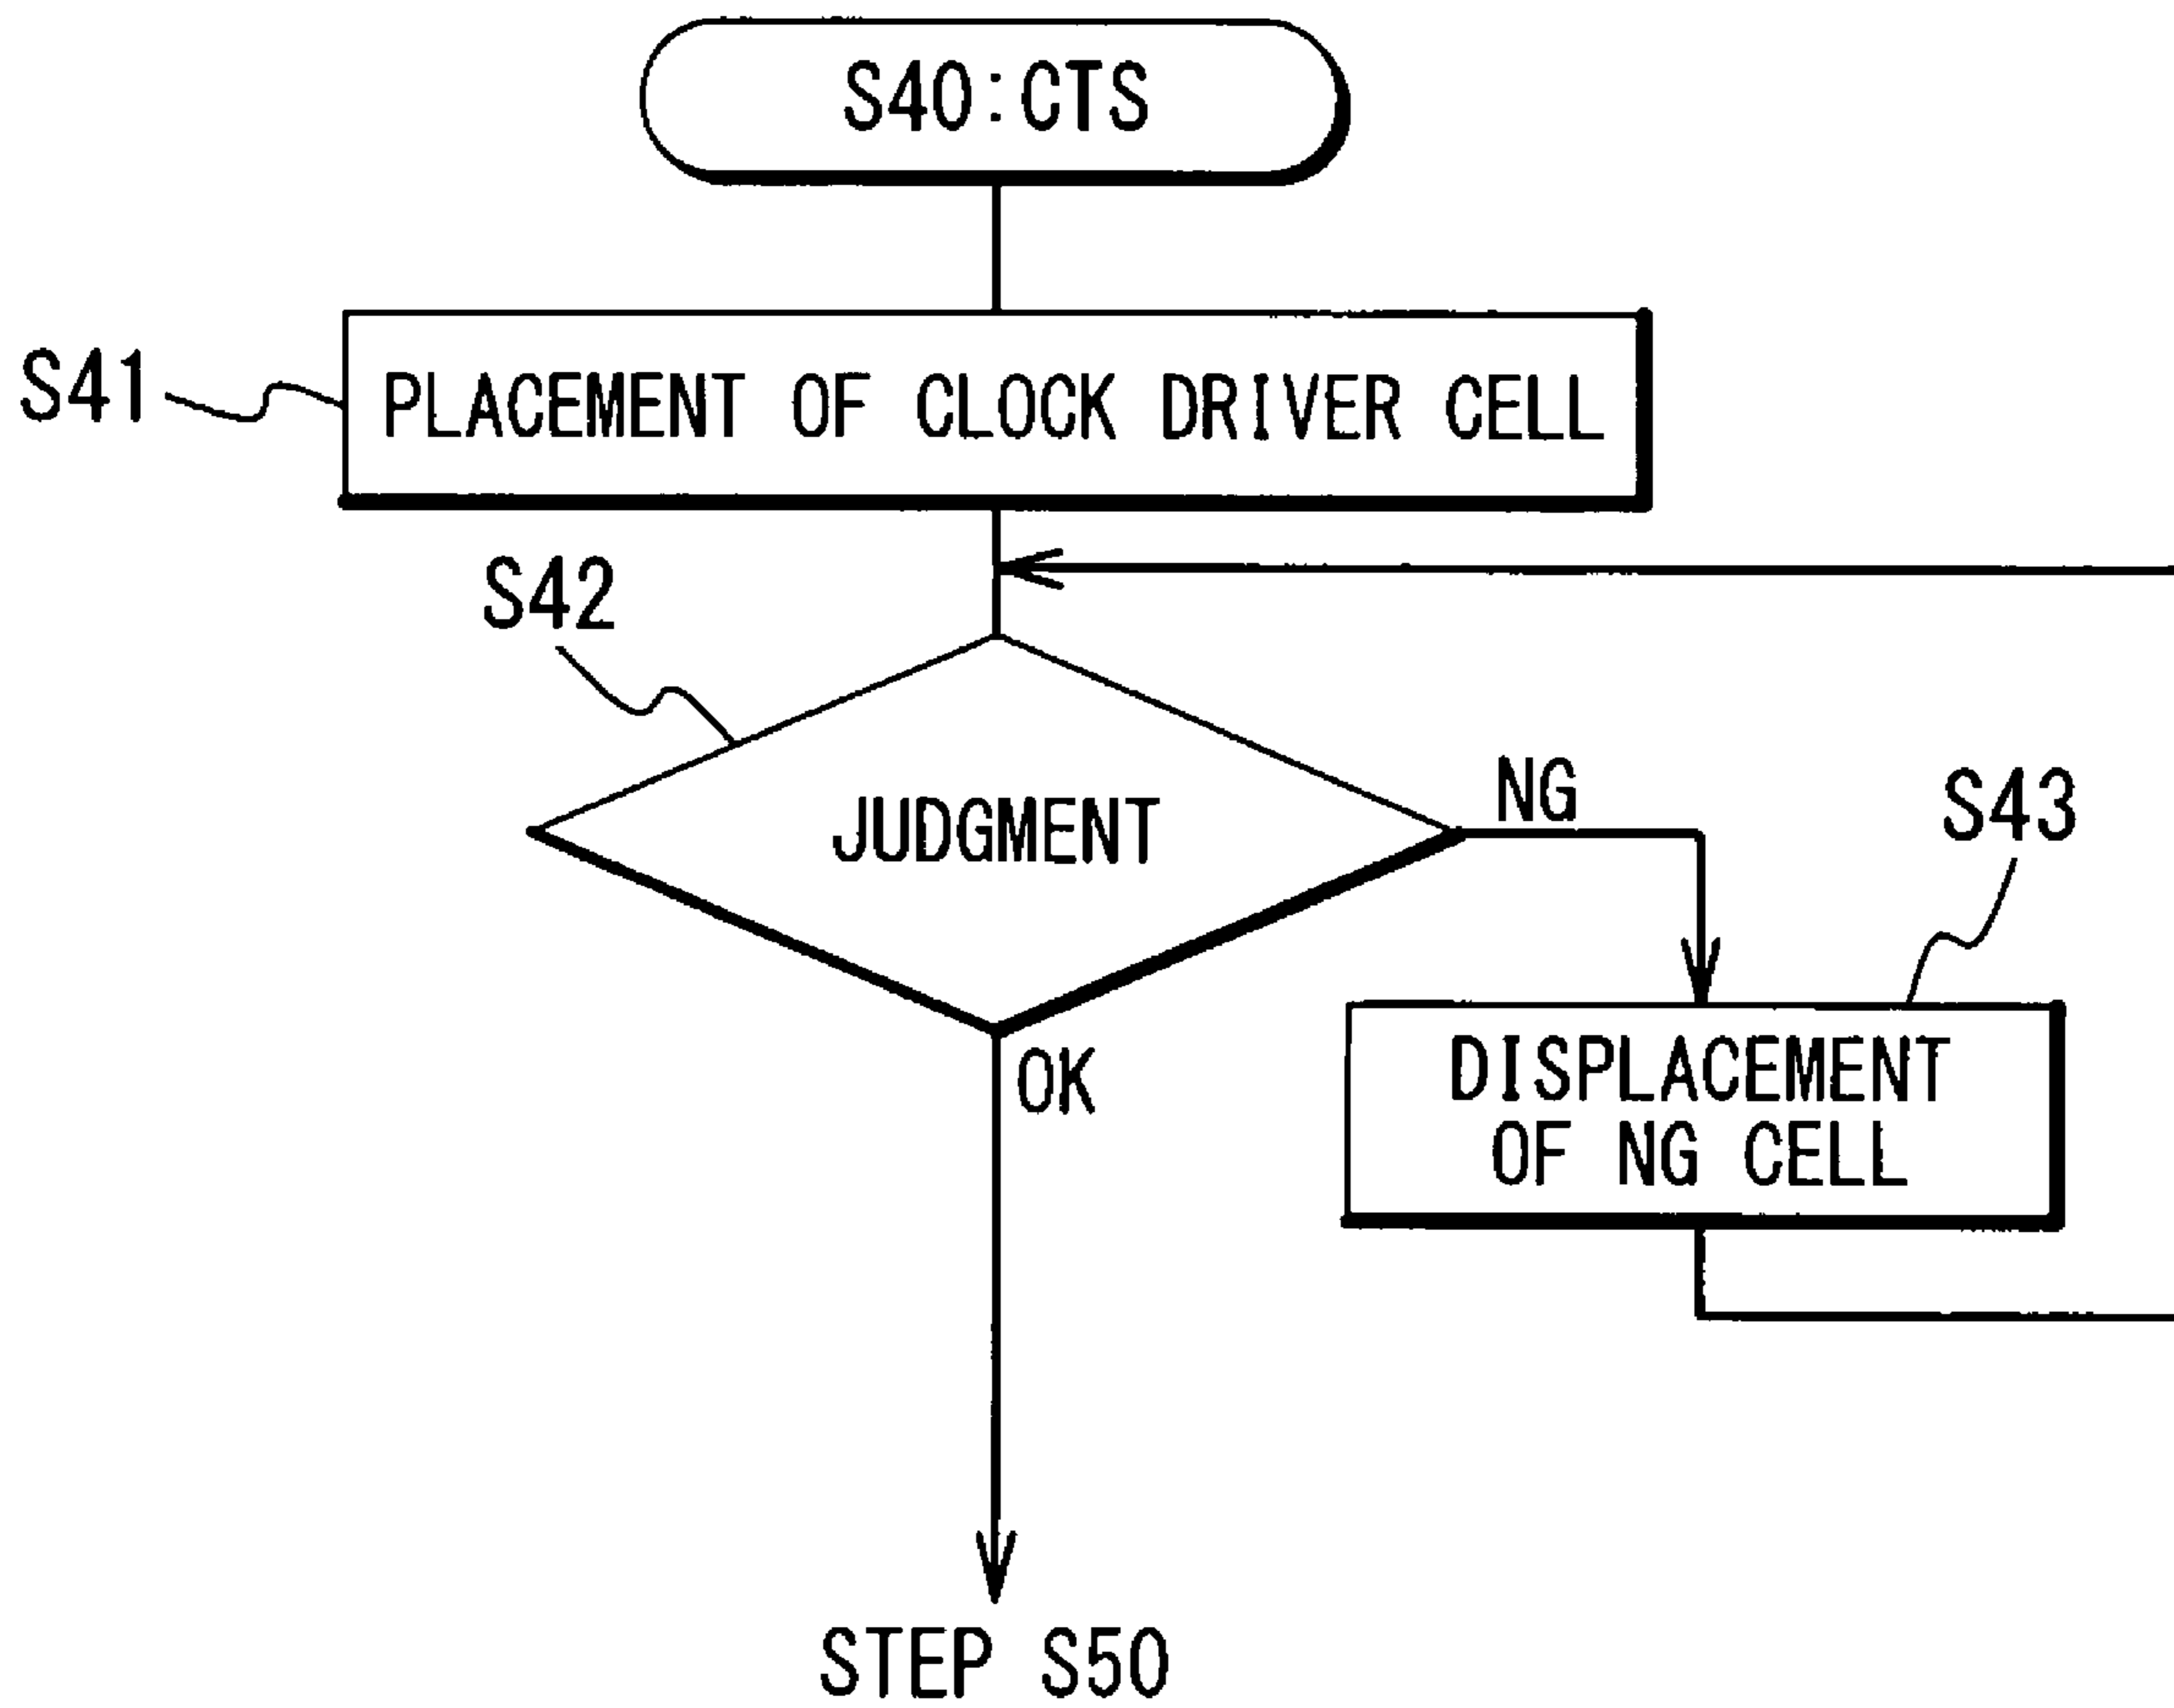 S40:CTS
S41
PLACEMENT OF CLOCK DRIVER CELL
S42
JUDGMENT
NG
S43
OK
DISPLACEMENT
OF NG CELL
STEP S50